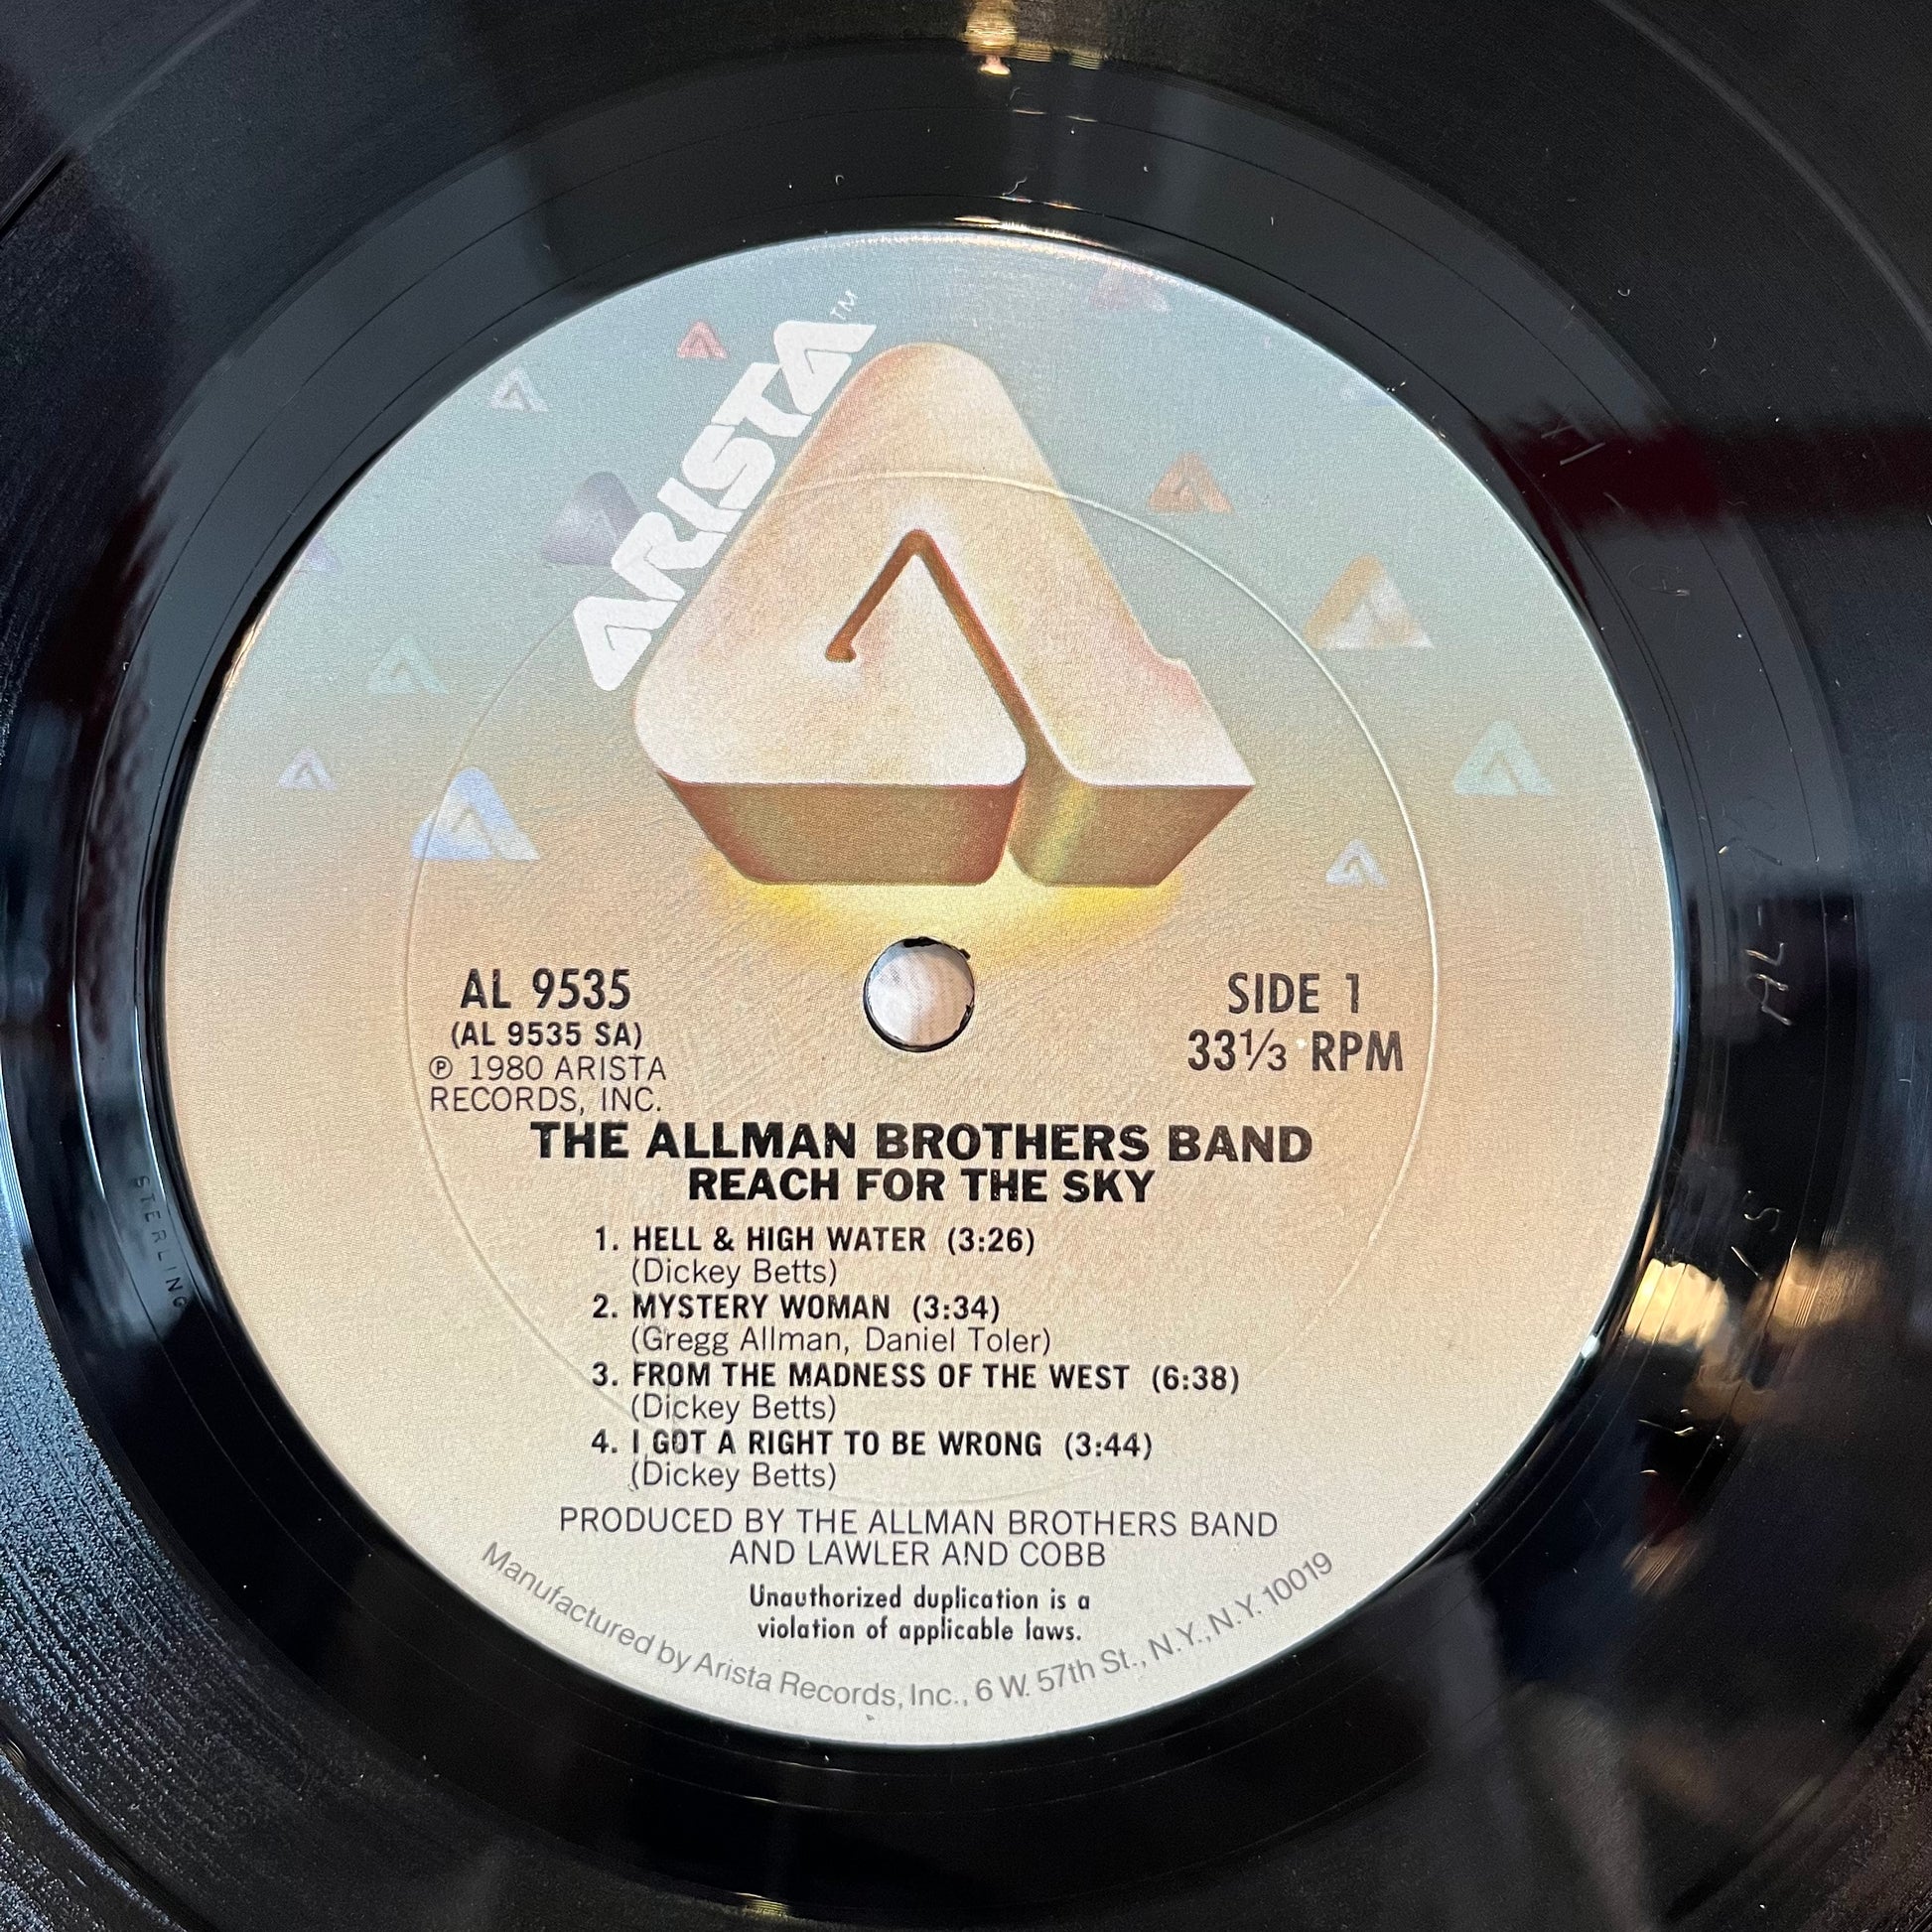 ARISTA™
AL 9535
(AL 9535 SA)
℗ 1980 ARISTA
RECORDS, INC.
SIDE 1
33⅓ RPM
THE ALLMAN BROTHERS BAND
REACH FOR THE SKY
1. HELL & HIGH WATER (3:26)
(Dickey Betts)
2. MYSTERY WOMAN (3:34)
(Gregg Allman, Daniel Toler)
3. FROM THE MADNESS OF THE WEST (6:38)
(Dickey Betts)
4. I GOT A RIGHT TO BE WRONG (3:44)
(Dickey Betts)
PRODUCED BY THE ALLMAN BROTHERS BAND
AND LAWLER AND COBB
Unauthorized duplication is a
violation of applicable laws.
Manufactured by Arista Records, Inc., 6 W. 57th St., N.Y., N.Y. 10019
STERLING